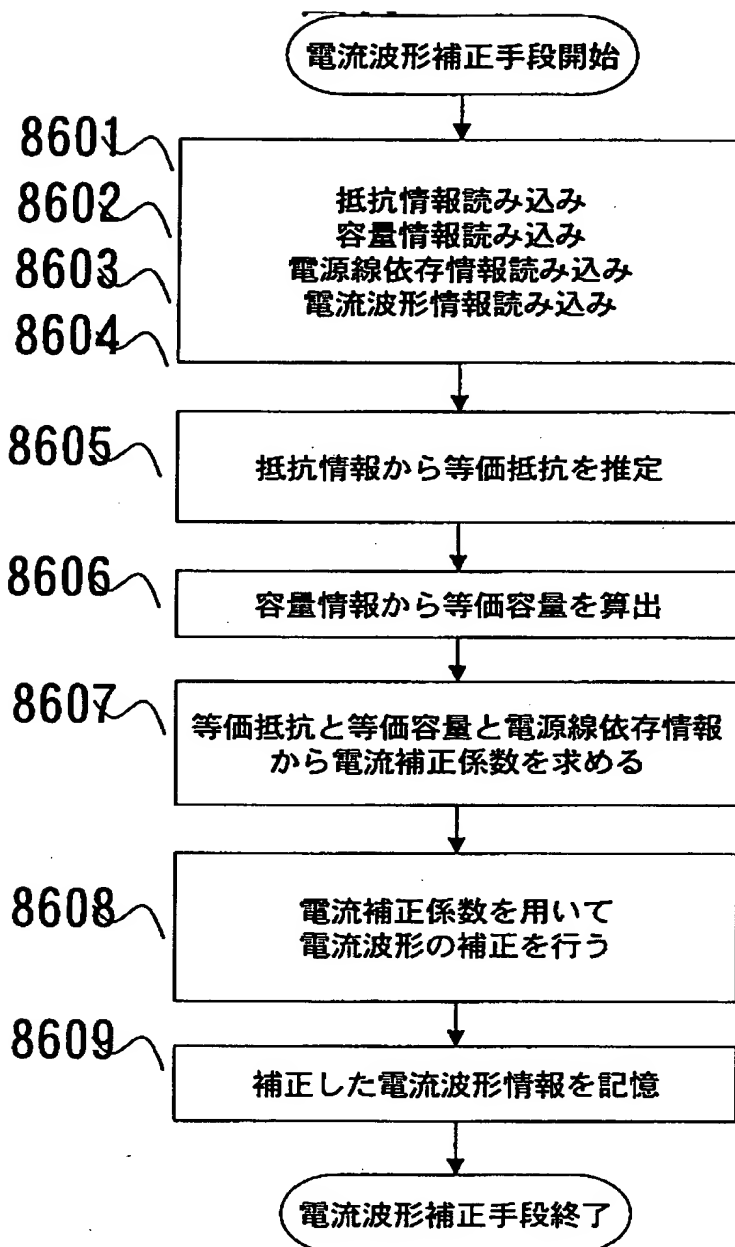 電流波形補正手段開始
8601
抵抗情報読み込み
8602
容量情報読み込み
8603
電源線依存情報読み込み
8604
電流波形情報読み込み
8605
抵抗情報から等価抵抗を推定
8606
容量情報から等価容量を算出
8607
等価抵抗と等価容量と電源線依存情報
から電流補正係数を求める
8608
電流補正係数を用いて
電流波形の補正を行う
8609
補正した電流波形情報を記憶
電流波形補正手段終了